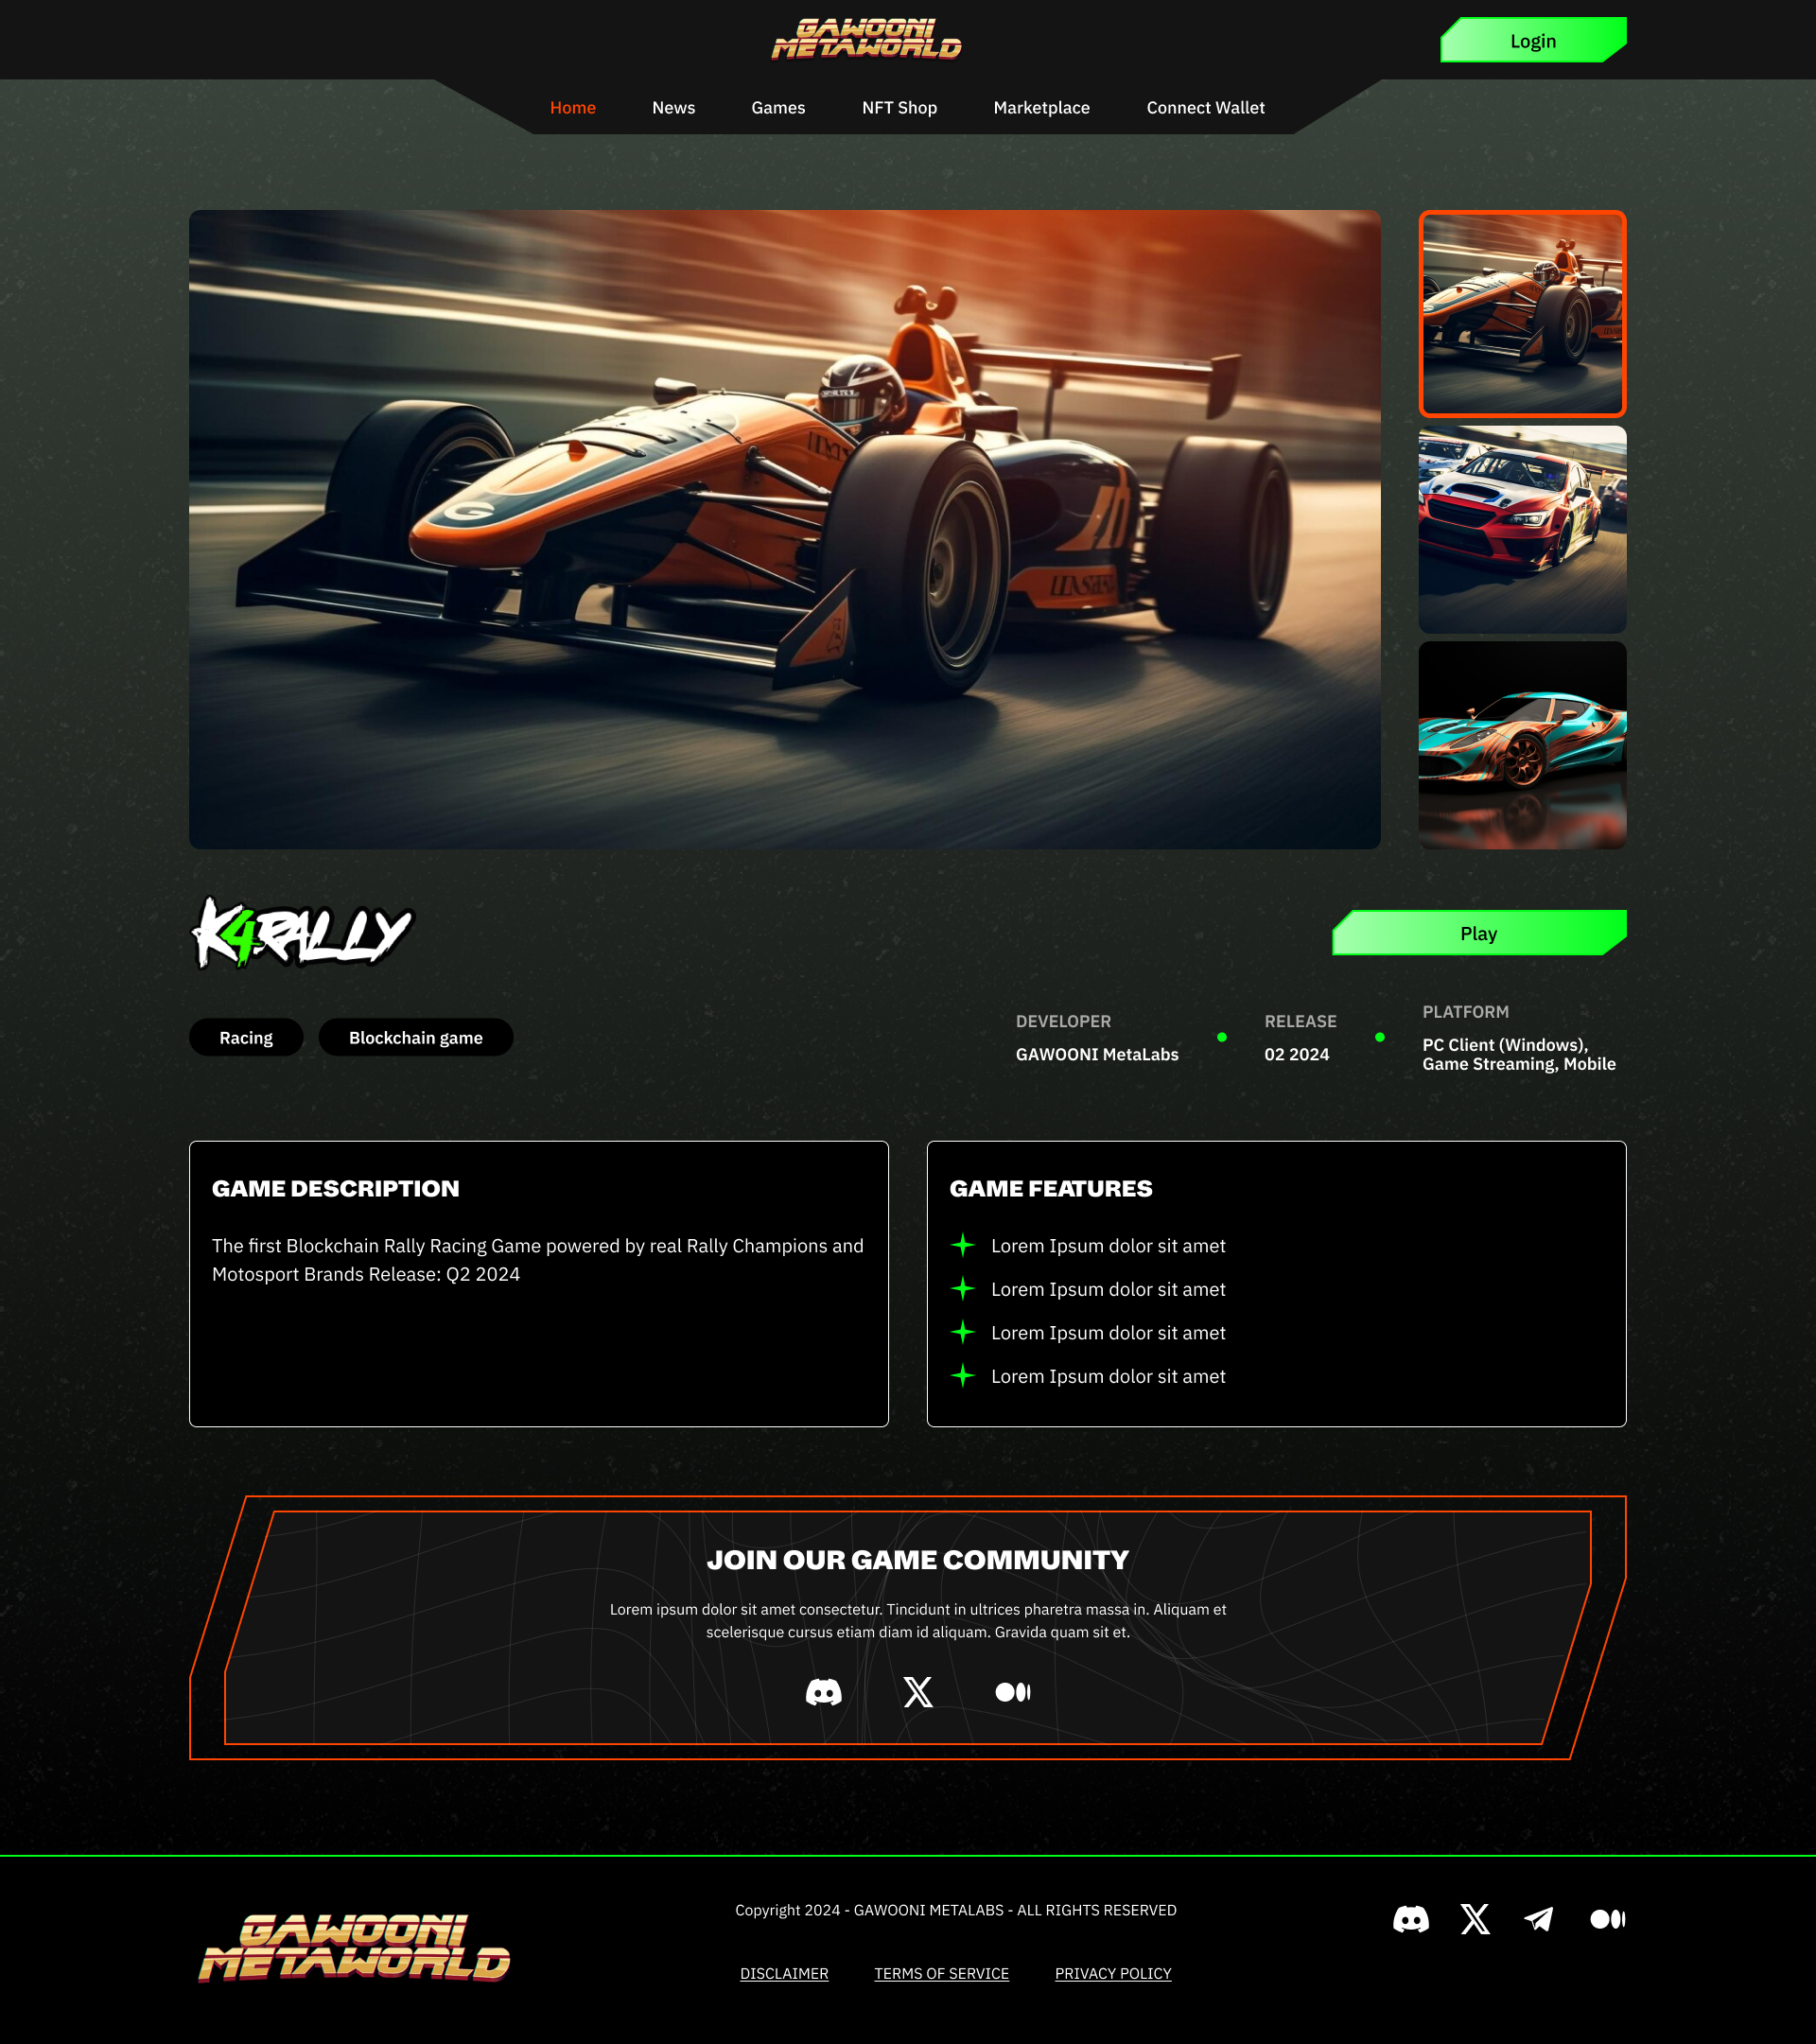 GAWOONI
METAWORLD
Login
Home News Games NFT Shop Marketplace Connect Wallet
G
K4RALLY
Play
Racing Blockchain game
DEVELOPER
GAWOONI MetaLabs
RELEASE
02 2024
PLATFORM
PC Client (Windows),
Game Streaming, Mobile
GAME DESCRIPTION
The first Blockchain Rally Racing Game powered by real Rally Champions and
Motosport Brands Release: Q2 2024
GAME FEATURES
Lorem Ipsum dolor sit amet
Lorem Ipsum dolor sit amet
Lorem Ipsum dolor sit amet
Lorem Ipsum dolor sit amet
JOIN OUR GAME COMMUNITY
Lorem ipsum dolor sit amet consectetur. Tincidunt in ultrices pharetra massa in. Aliquam et
scelerisque cursus etiam diam id aliquam. Gravida quam sit et.
GAWOONI
METAWORLD
Copyright 2024 - GAWOONI METALABS - ALL RIGHTS RESERVED
DISCLAIMER TERMS OF SERVICE PRIVACY POLICY